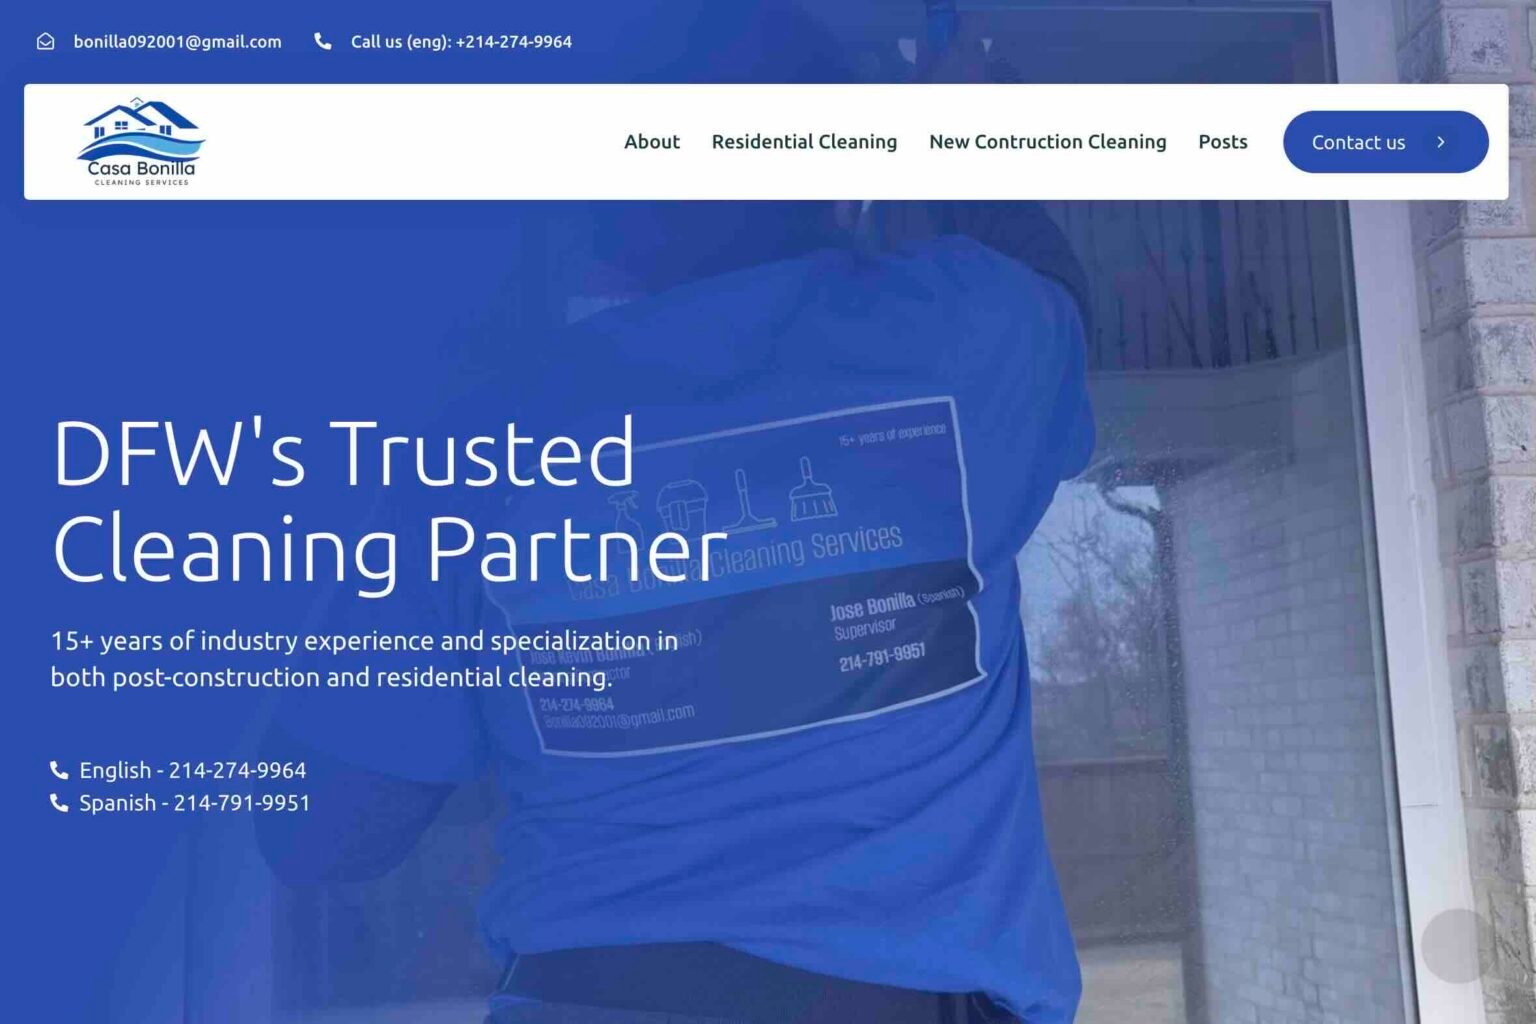 bonilla092001@gmail.com
Call us (eng): +214-274-9964
Casa Bonilla
CLEANING SERVICES
About
Residential Cleaning
New Contruction Cleaning
Posts
Contact us
DFW's Trusted
Cleaning Partner
15+ years of industry experience and specialization in
both post-construction and residential cleaning.
English - 214-274-9964
Spanish - 214-791-9951
15+ years of experience
Casa Bonilla Cleaning Services
Jose Bonilla (Spanish)
Supervisor
214-791-9951
Jose Kevin Bonilla (English)
214-274-9964
Bonilla092001@gmail.com